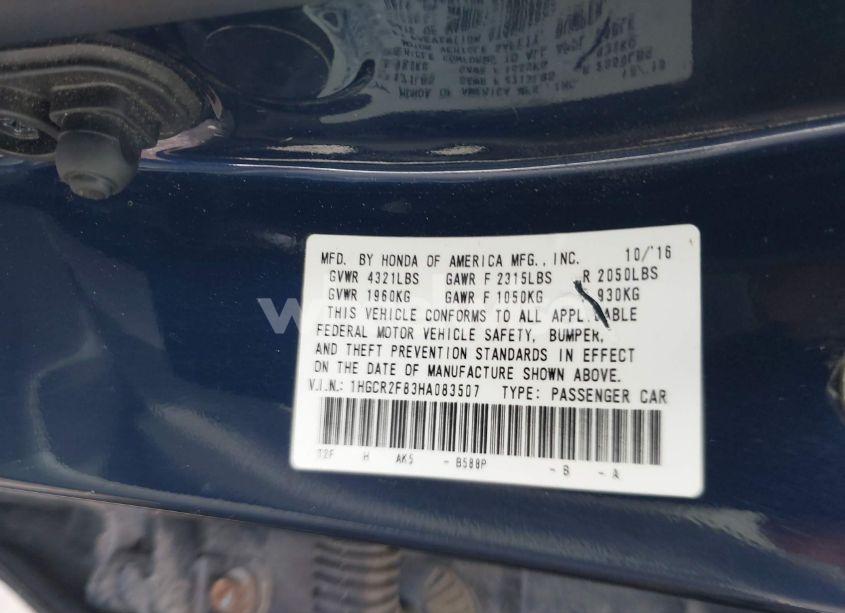 MFD. BY HONDA OF AMERICA MFG., INC. 10/'16
GVWR 4321LBS GAWR F 2315LBS R 2050LBS
GVWR 1960KG GAWR F 1050KG 930KG
THIS VEHICLE CONFORMS TO ALL APPLICABLE
FEDERAL MOTOR VEHICLE SAFETY, BUMPER,
AND THEFT PREVENTION STANDARDS IN EFFECT
ON THE DATE OF MANUFACTURE SHOWN ABOVE.
V.I.N.: 1HGCR2F83HA083507 TYPE: PASSENGER CAR
T2F H AK5 - B588P - B - A